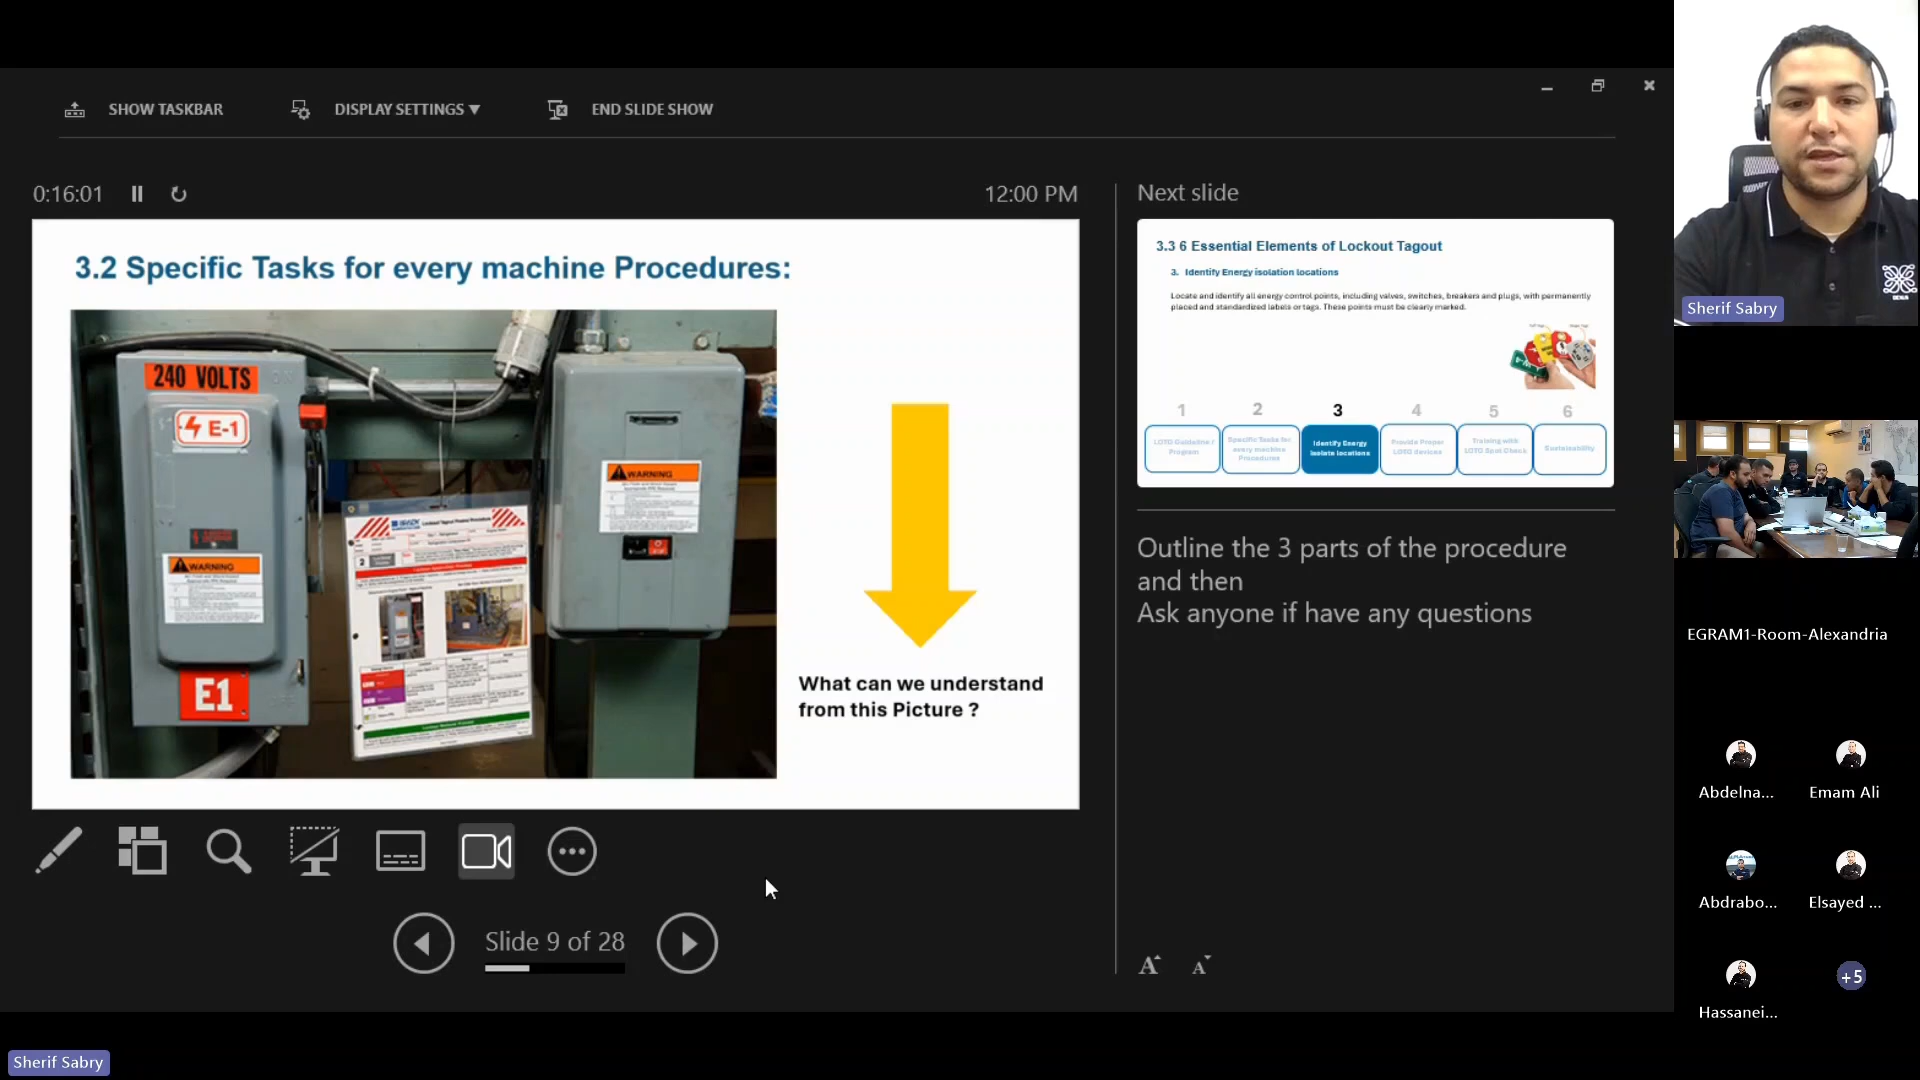 SHOW TASKBAR
DISPLAY SETTINGS ▼
END SLIDE SHOW
0:16:01
12:00 PM
3.2 Specific Tasks for every machine Procedures:
240 VOLTS
E-1
WARNING
E1
WARNING
BRADY
What can we understand
from this Picture ?
Slide 9 of 28
Next slide
3.3 6 Essential Elements of Lockout Tagout
3. Identify Energy isolation locations
Locate and identify all energy control points, including valves, switches, breakers and plugs, with permanently
placed and standardized labels or tags. These points must be clearly marked.
1 2 3 4 5 6
LOTO Guideline / Program
Specific Tasks for every machine Procedures
Identify Energy isolate locations
Provide Proper LOTO devices
Training with LOTO Spot Check
Sustainability
Outline the 3 parts of the procedure
and then
Ask anyone if have any questions
Sherif Sabry
EGRAM1-Room-Alexandria
Abdelna...
Emam Ali
Abdrabo...
Elsayed ...
Hassanei...
+5
Sherif Sabry